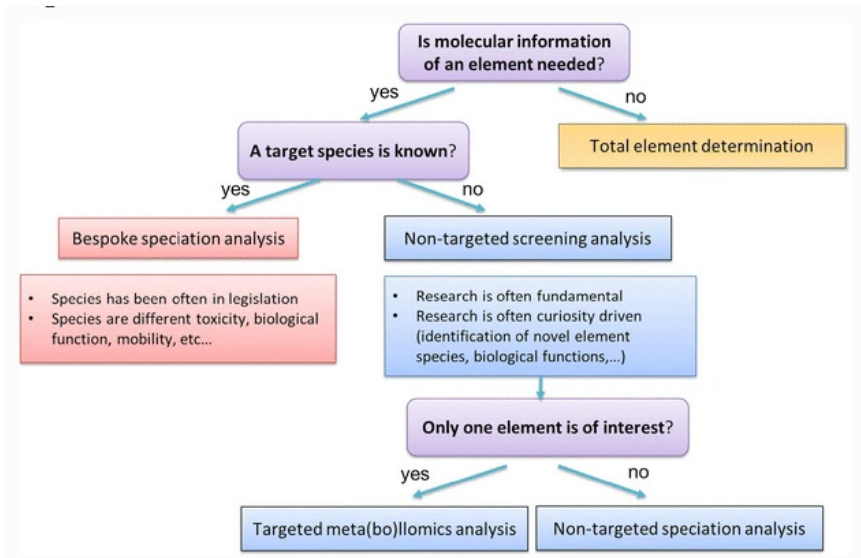 Is molecular information
of an element needed?
yes
no
A target species is known?
Total element determination
yes
no
Bespoke speciation analysis
Non-targeted screening analysis
• Species has been often in legislation
• Species are different toxicity, biological
function, mobility, etc...
• Research is often fundamental
• Research is often curiosity driven
(identification of novel element
species, biological functions,...)
Only one element is of interest?
yes
no
Targeted meta(bo)llomics analysis
Non-targeted speciation analysis